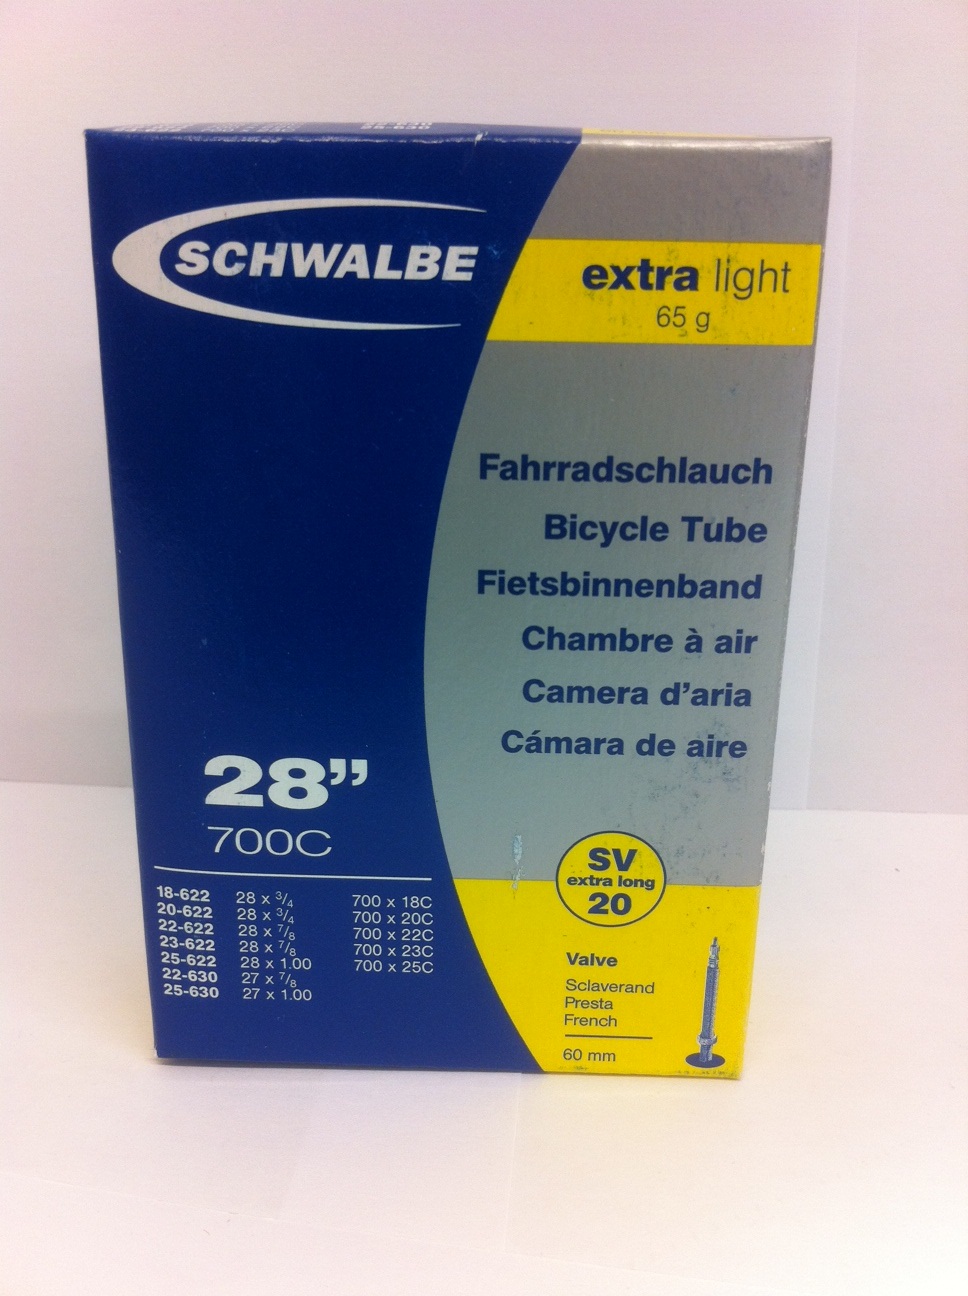 SCHWALBE
extra light
65 g
Fahrradschlauch
Bicycle Tube
Fietsbinnenband
Chambre à air
Camera d’aria
Cámara de aire
28”
700C
18-622 28 x 3/4 700 x 18C
20-622 28 x 3/4 700 x 20C
22-622 28 x 7/8 700 x 22C
23-622 28 x 7/8 700 x 23C
25-622 28 x 1.00 700 x 25C
22-630 27 x 7/8
25-630 27 x 1.00
SV
extra long
20
Valve
Sclaverand
Presta
French
60 mm